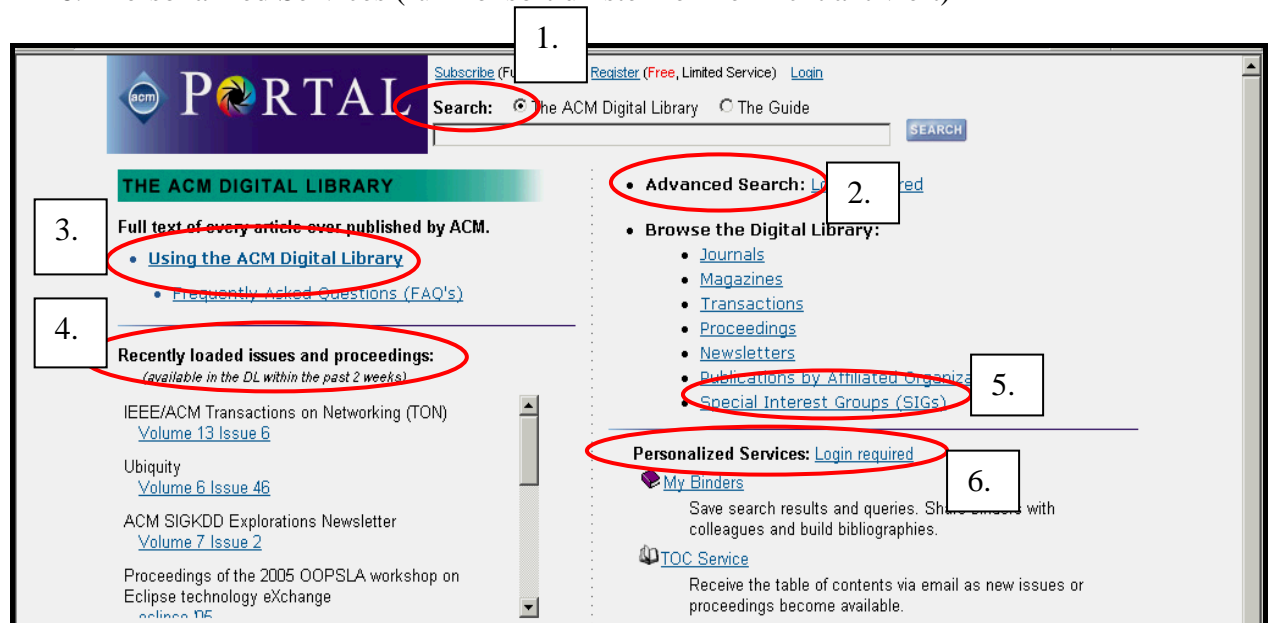 1.
acm PORTAL
Subscribe Register (Free, Limited Service) Login
Search: The ACM Digital Library The Guide
SEARCH
THE ACM DIGITAL LIBRARY
3.
Full text of every article ever published by ACM.
Using the ACM Digital Library
Frequently Asked Questions (FAQ's)
4.
Recently loaded issues and proceedings:
(available in the DL within the past 2 weeks)
IEEE/ACM Transactions on Networking (TON)
Volume 13 Issue 6
Ubiquity
Volume 6 Issue 46
ACM SIGKDD Explorations Newsletter
Volume 7 Issue 2
Proceedings of the 2005 OOPSLA workshop on
Eclipse technology eXchange
Advanced Search:
2.
Browse the Digital Library:
Journals
Magazines
Transactions
Proceedings
Newsletters
Publications by Affiliated
Special Interest Groups (SIGs)
5.
Personalized Services: Login required
6.
My Binders
Save search results and queries. with
colleagues and build bibliographies.
TOC Service
Receive the table of contents via email as new issues or
proceedings become available.